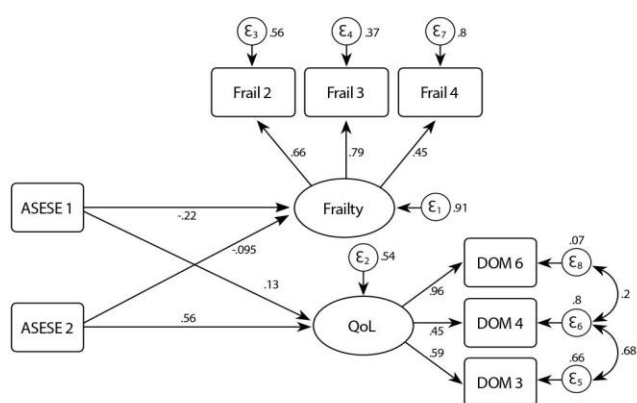 ε₃ .56 ε₄ .37 ε₇ .8
Frail 2 Frail 3 Frail 4
.66 .79 .45
ASESE 1 -.22 Frailty ε₁ .91
-.095
ε₂ .54 .07
.13 DOM 6 ε₈
.96 .2
ASESE 2 .56 QoL .45 DOM 4 .8 ε₆
.59 .66 .68
DOM 3 ε₅